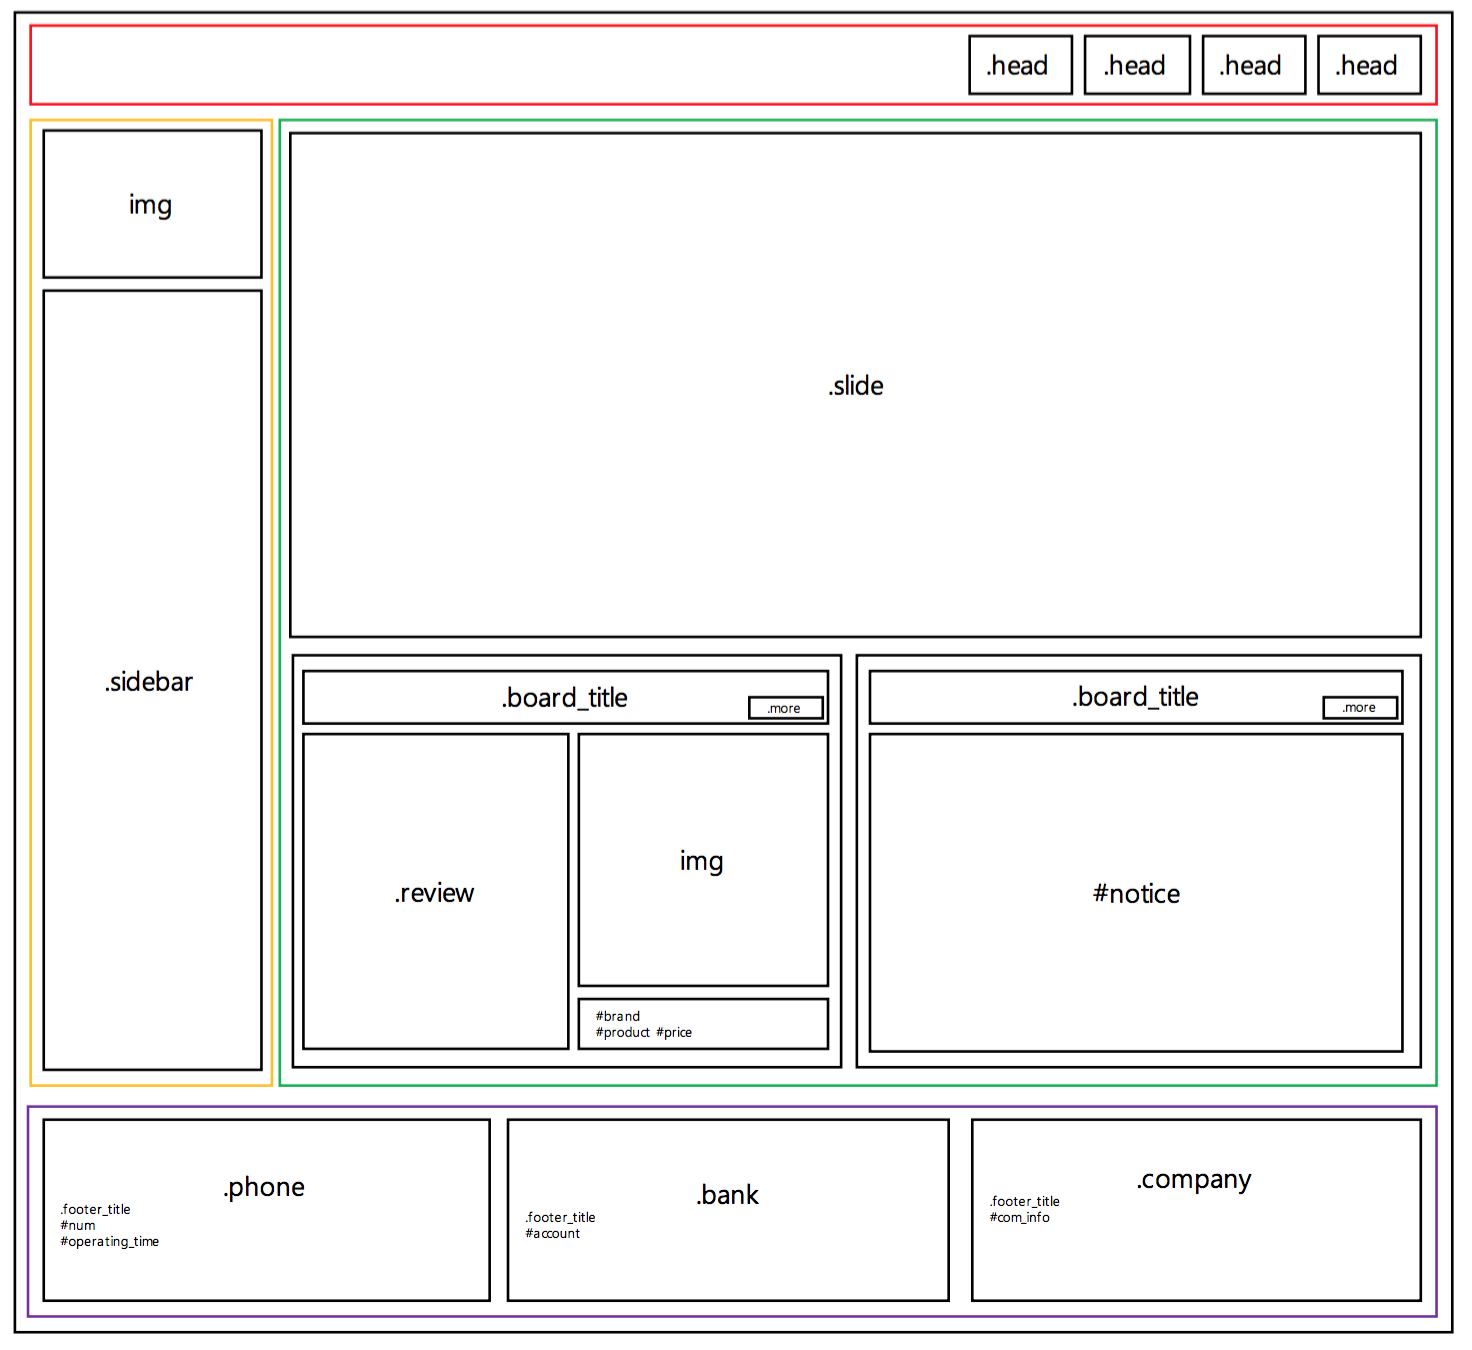 .head
.head
.head
.head
img
.sidebar
.slide
.board_title
.more
.review
img
#brand
#product #price
.board_title
.more
#notice
.phone
.footer_title
#num
#operating_time
.bank
.footer_title
#account
.company
.footer_title
#com_info